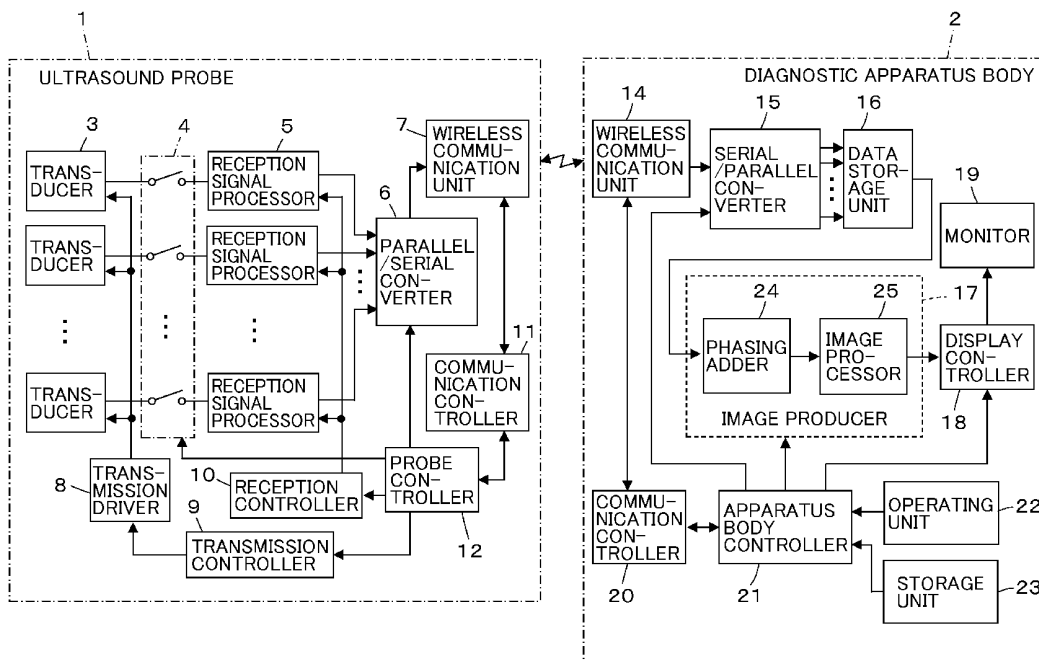 1
2
ULTRASOUND PROBE
DIAGNOSTIC APPARATUS BODY
3
TRANS-
DUCER
4
5
RECEPTION
SIGNAL
PROCESSOR
7
WIRELESS
COMMU-
NICATION
UNIT
TRANS-
DUCER
RECEPTION
SIGNAL
PROCESSOR
6
PARALLEL
/SERIAL
CON-
VERTER
TRANS-
DUCER
RECEPTION
SIGNAL
PROCESSOR
11
COMMU-
NICATION
CON-
TROLLER
8
TRANS-
MISSION
DRIVER
10
RECEPTION
CONTROLLER
PROBE
CON-
TROLLER
12
9
TRANSMISSION
CONTROLLER
14
WIRELESS
COMMU-
NICATION
UNIT
15
SERIAL
/PARALLEL
CON-
VERTER
16
DATA
STOR-
AGE
UNIT
19
MONITOR
17
24
PHASING
ADDER
25
IMAGE
PRO-
CESSOR
IMAGE PRODUCER
DISPLAY
CON-
TROLLER
18
COMMU-
NICATION
CON-
TROLLER
20
APPARATUS
BODY
CONTROLLER
21
OPERATING
UNIT
22
STORAGE
UNIT
23